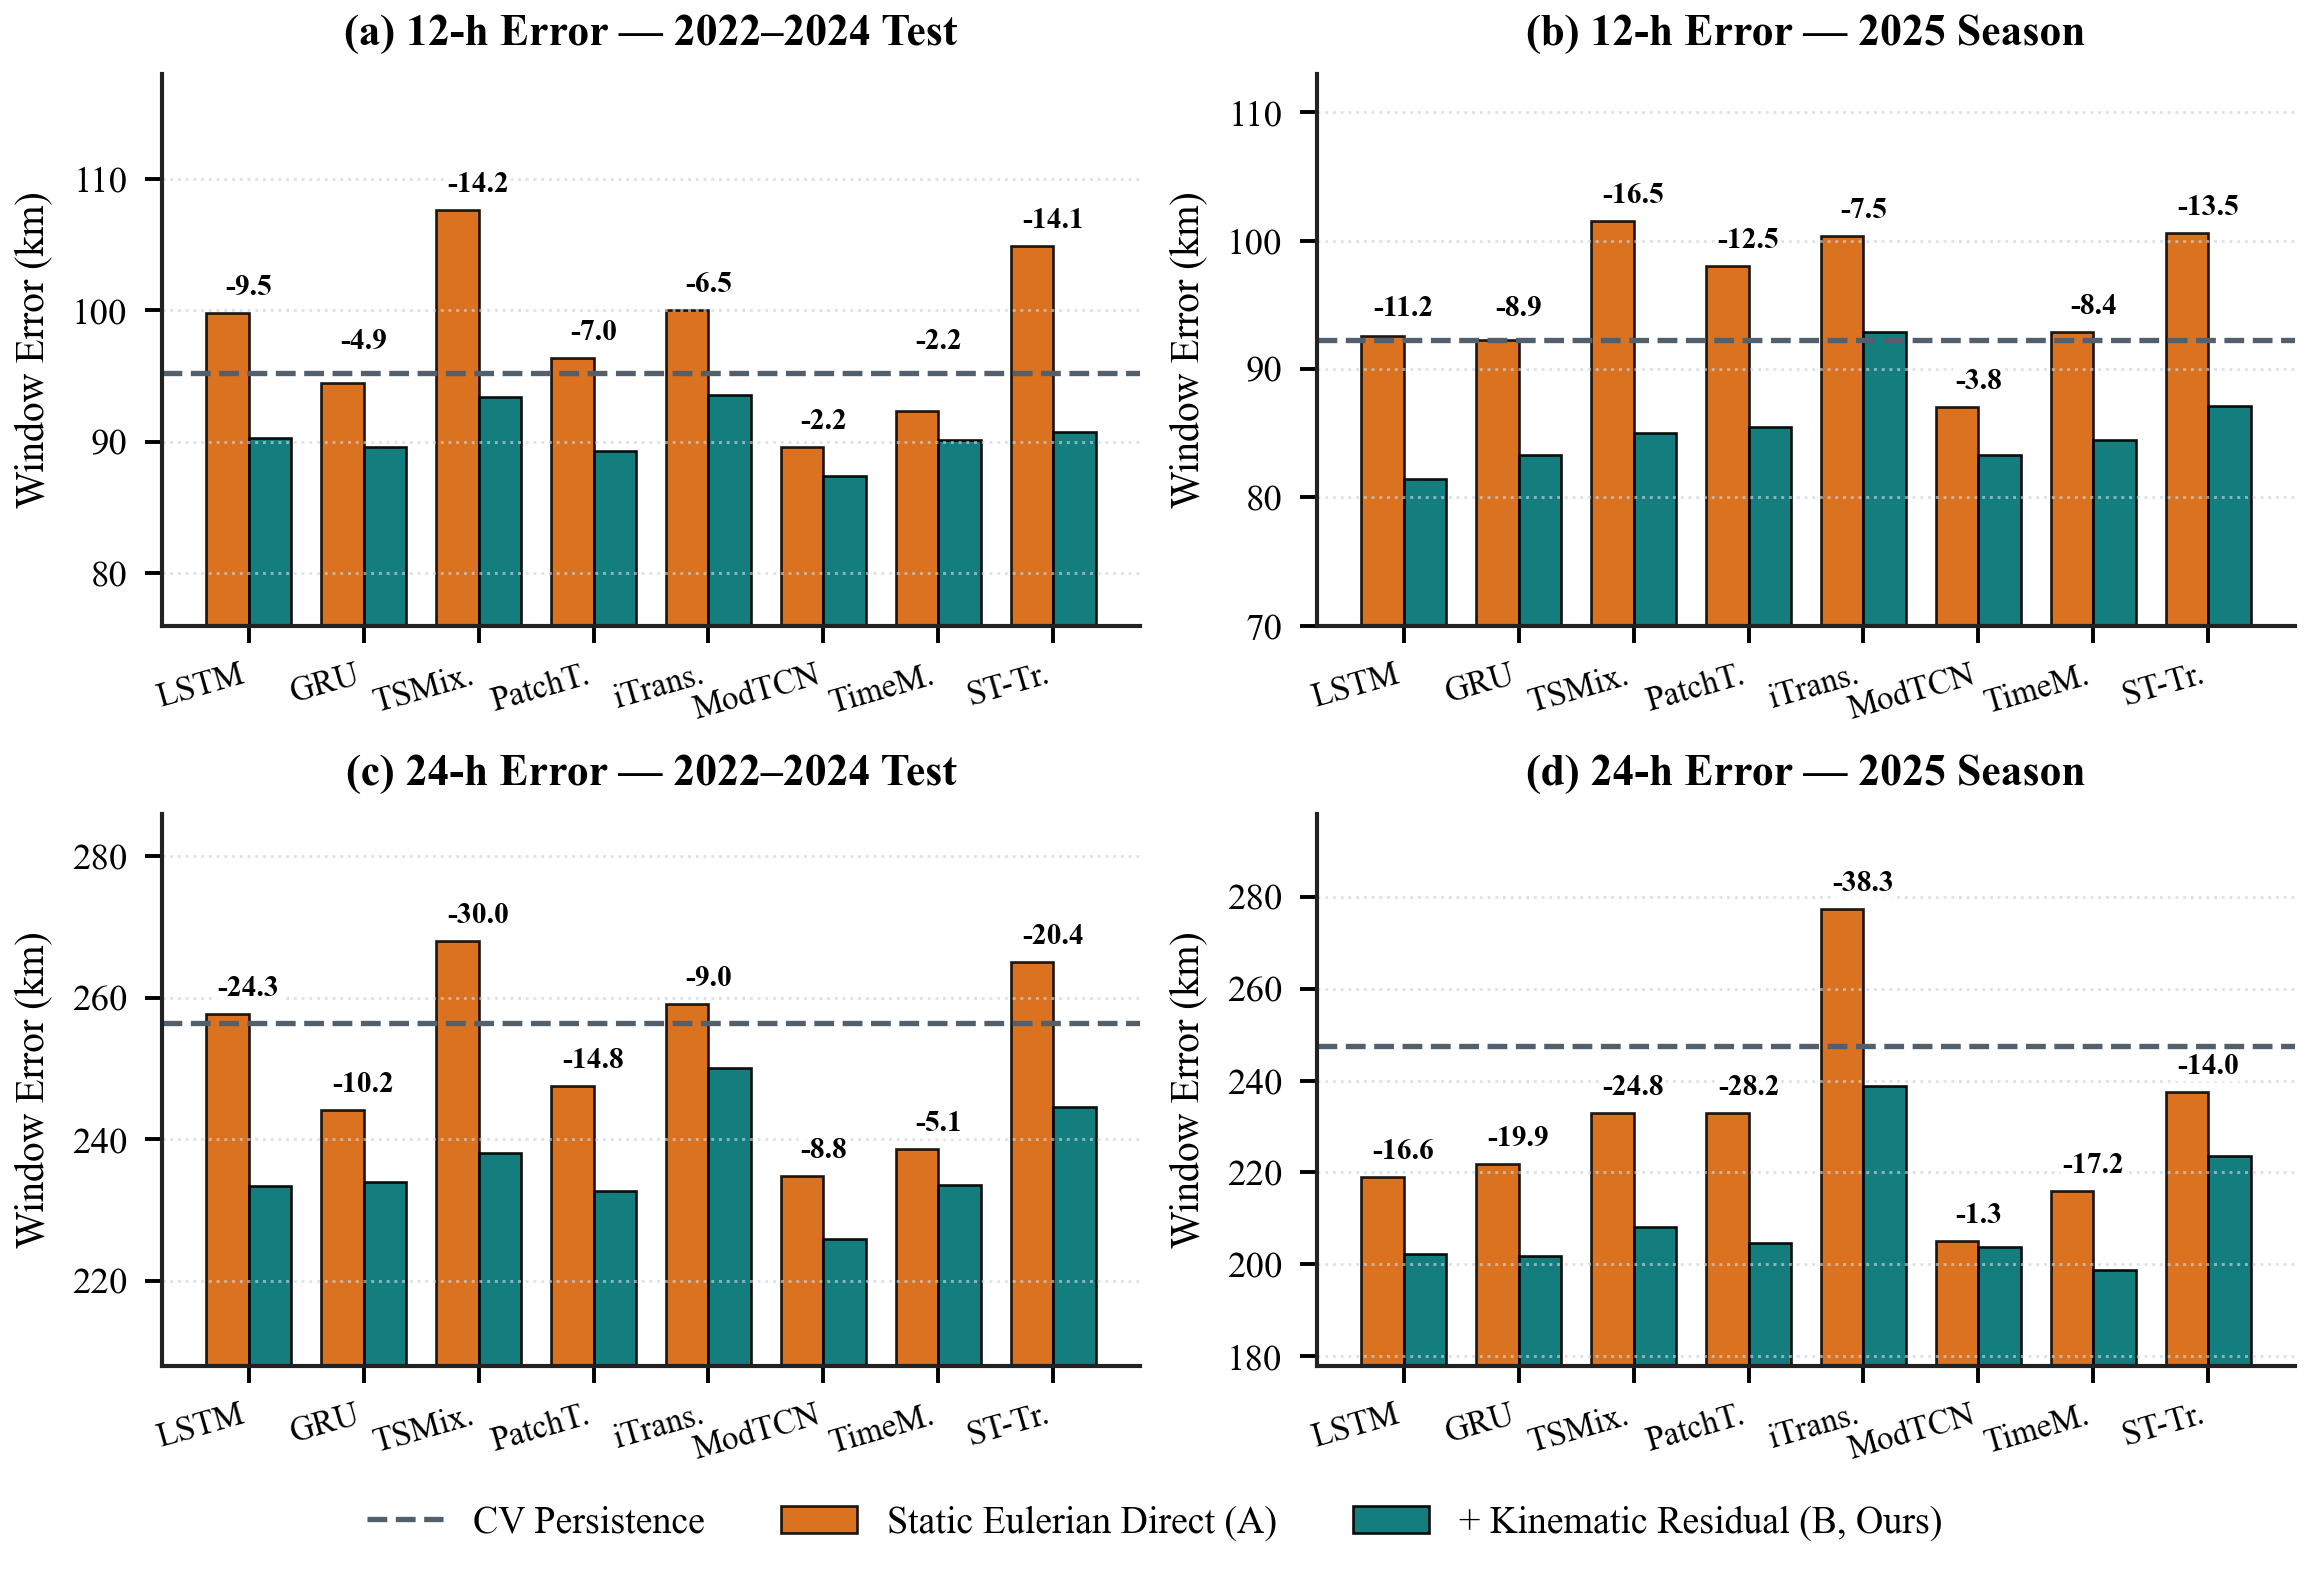 (a) 12-h Error — 2022–2024 Test
Window Error (km)
110
100
90
80
-9.5
-4.9
-14.2
-7.0
-6.5
-2.2
-2.2
-14.1
LSTM
GRU
TSMix.
PatchT.
iTrans.
ModTCN
TimeM.
ST-Tr.
(b) 12-h Error — 2025 Season
Window Error (km)
110
100
90
80
70
-11.2
-8.9
-16.5
-12.5
-7.5
-3.8
-8.4
-13.5
LSTM
GRU
TSMix.
PatchT.
iTrans.
ModTCN
TimeM.
ST-Tr.
(c) 24-h Error — 2022–2024 Test
Window Error (km)
280
260
240
220
-24.3
-10.2
-30.0
-14.8
-9.0
-8.8
-5.1
-20.4
LSTM
GRU
TSMix.
PatchT.
iTrans.
ModTCN
TimeM.
ST-Tr.
(d) 24-h Error — 2025 Season
Window Error (km)
280
260
240
220
200
180
-16.6
-19.9
-24.8
-28.2
-38.3
-1.3
-17.2
-14.0
LSTM
GRU
TSMix.
PatchT.
iTrans.
ModTCN
TimeM.
ST-Tr.
CV Persistence
Static Eulerian Direct (A)
+ Kinematic Residual (B, Ours)